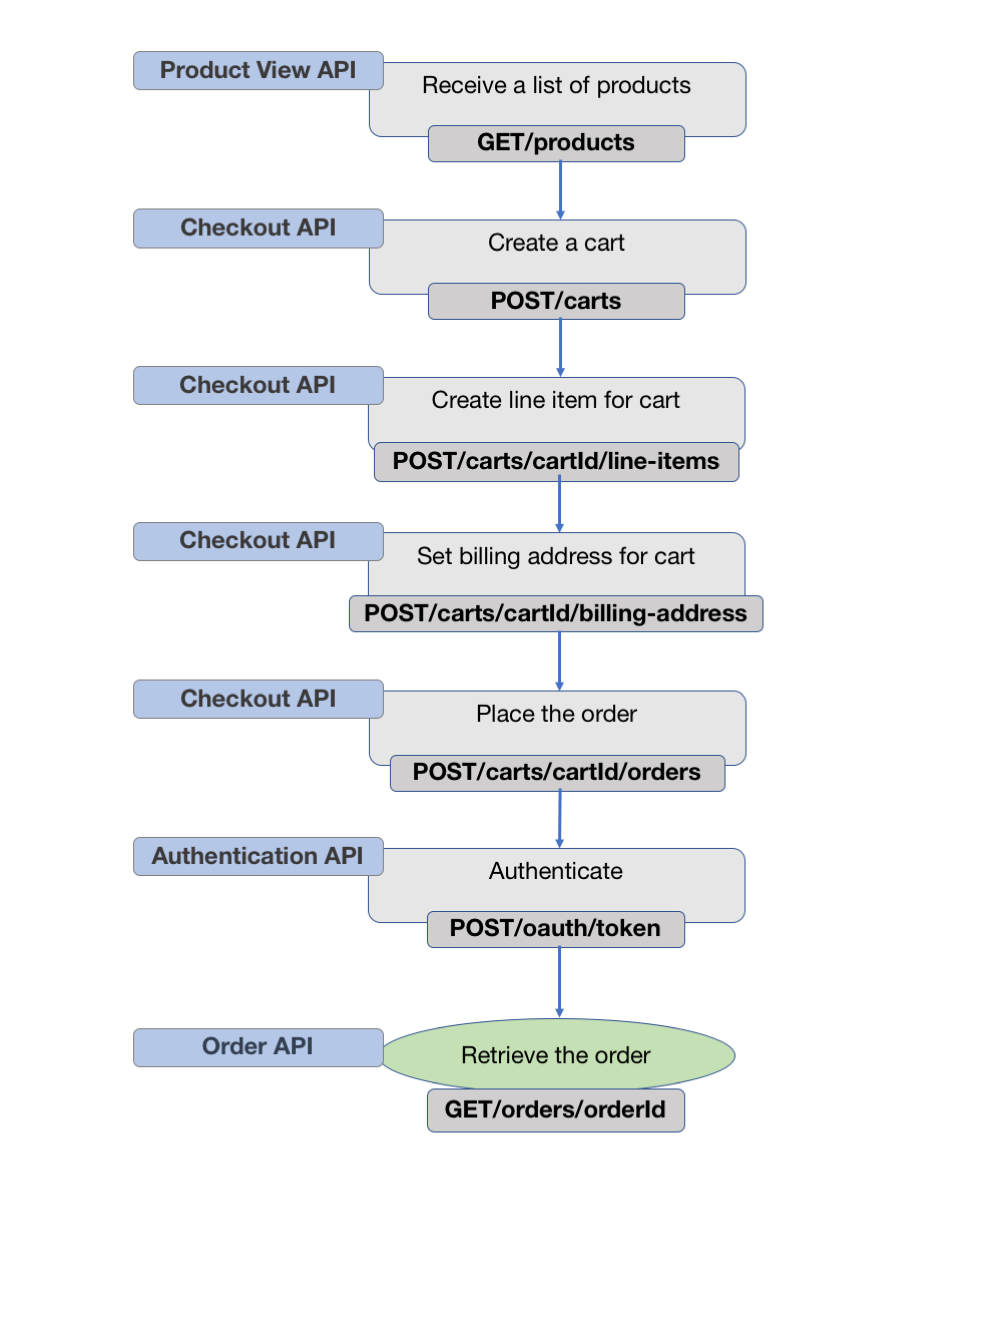 Product View API
Receive a list of products
GET/products
Checkout API
Create a cart
POST/carts
Checkout API
Create line item for cart
POST/carts/cartId/line-items
Checkout API
Set billing address for cart
POST/carts/cartId/billing-address
Checkout API
Place the order
POST/carts/cartId/orders
Authentication API
Authenticate
POST/oauth/token
Order API
Retrieve the order
GET/orders/orderId